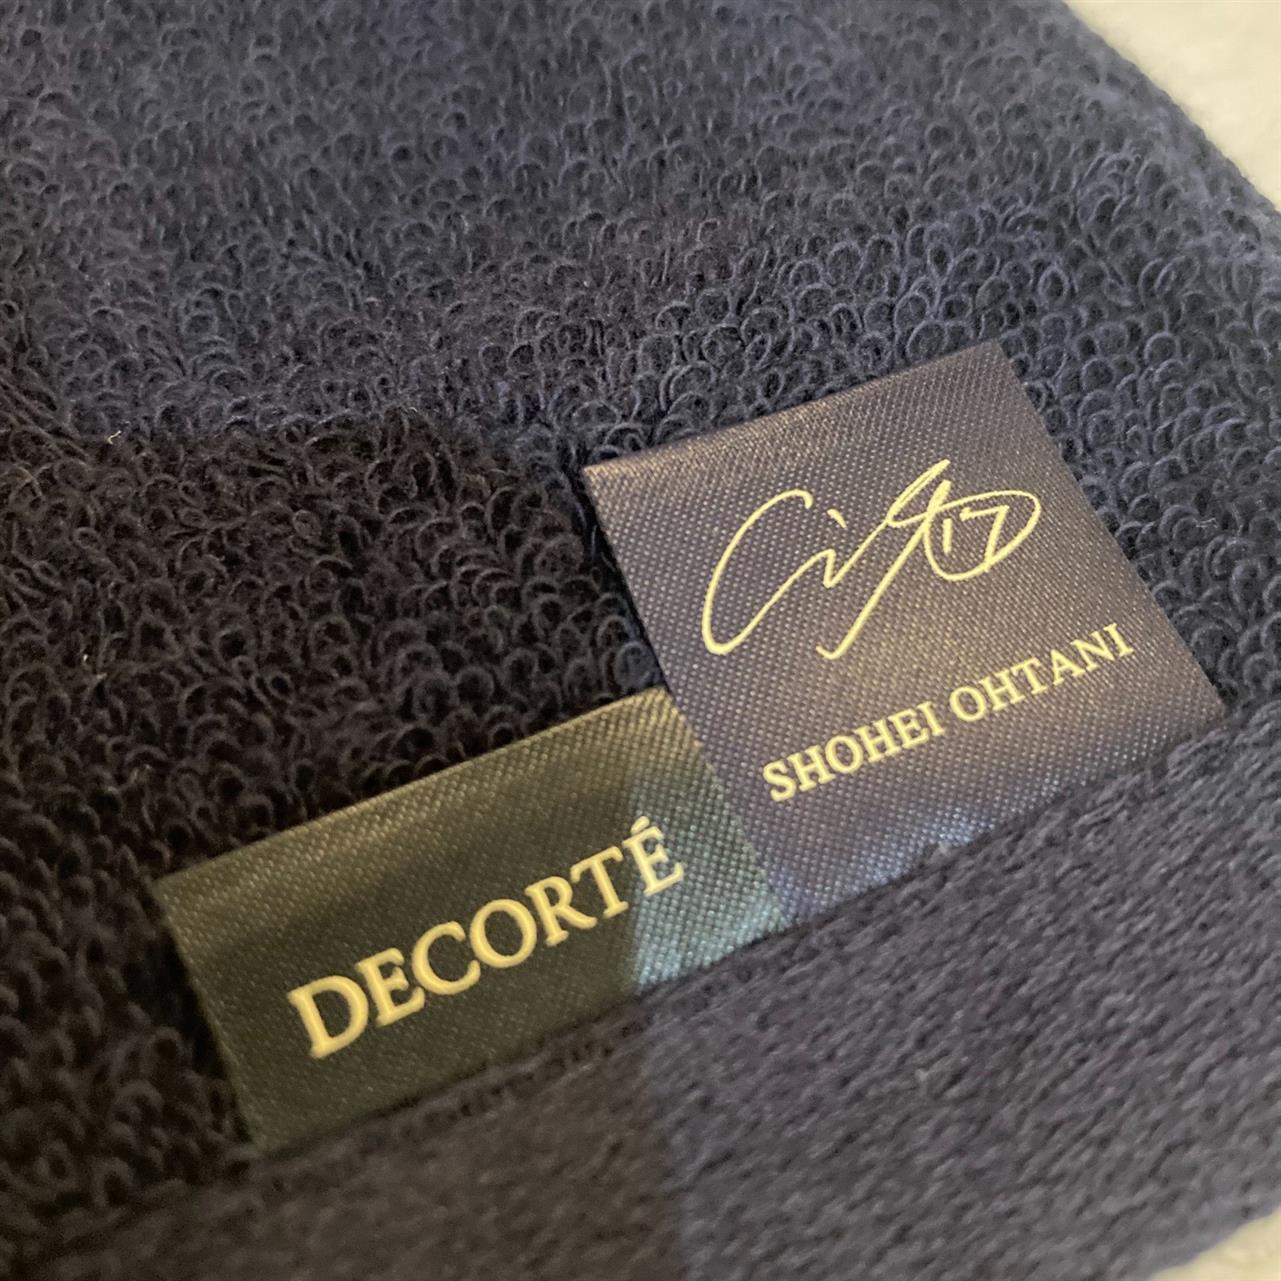 17
SHOHEI OHTANI
DECORTÉ